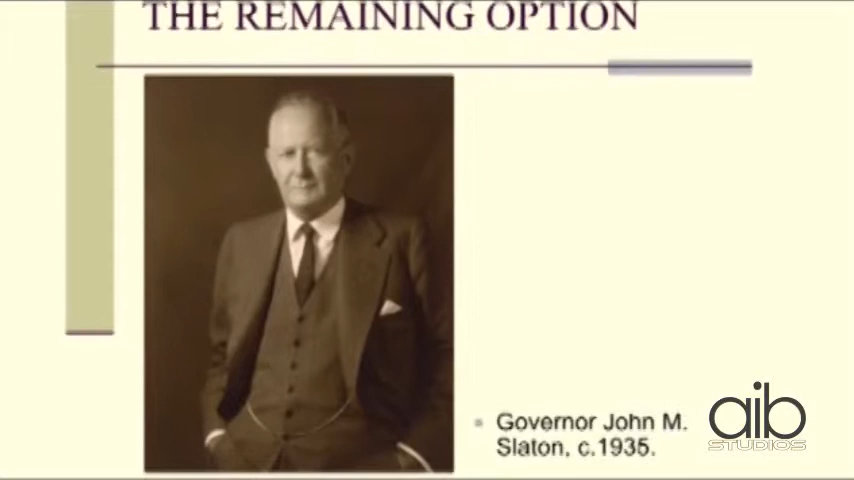 THE REMAINING OPTION
Governor John M.
Slaton, c.1935.
aib
STUDIOS